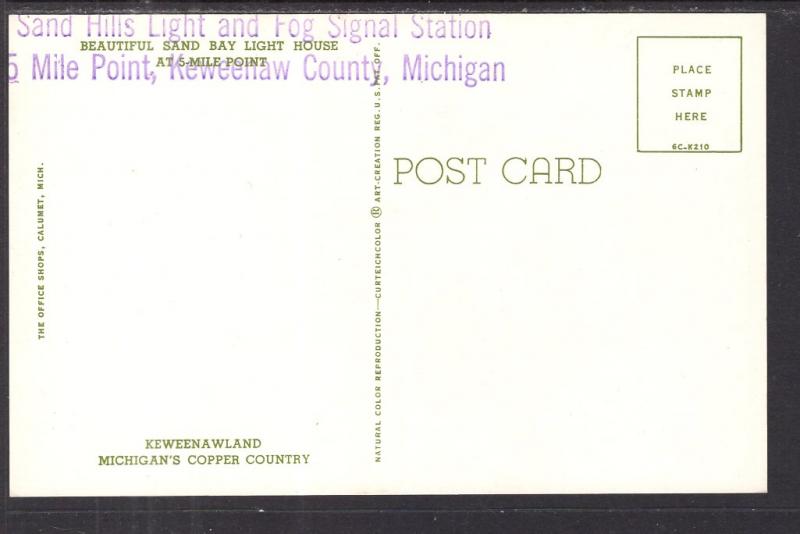 Sand Hills Light and Fog Signal Station
BEAUTIFUL SAND BAY LIGHT HOUSE
AT 5-MILE POINT
5 Mile Point, Keweenaw County, Michigan
THE OFFICE SHOPS, CALUMET, MICH.
KEWEENAWLAND
MICHIGAN'S COPPER COUNTRY
NATURAL COLOR REPRODUCTION—CURTEICHCOLOR ® ART-CREATION REG. U.S. PAT. OFF.
POST CARD
PLACE
STAMP
HERE
6C-K210